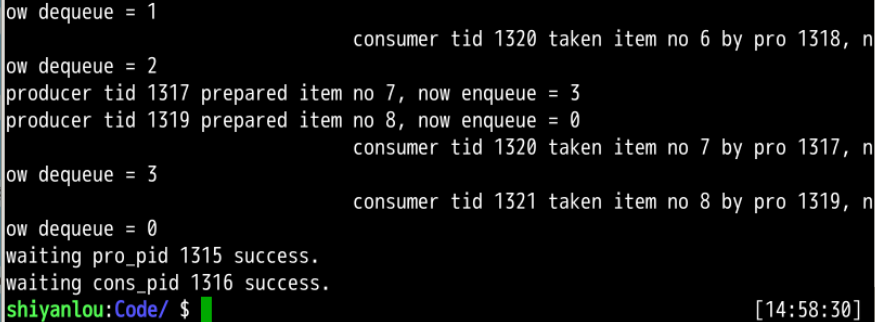 ow dequeue = 1
consumer tid 1320 taken item no 6 by pro 1318, n
ow dequeue = 2
producer tid 1317 prepared item no 7, now enqueue = 3
producer tid 1319 prepared item no 8, now enqueue = 0
consumer tid 1320 taken item no 7 by pro 1317, n
ow dequeue = 3
consumer tid 1321 taken item no 8 by pro 1319, n
ow dequeue = 0
waiting pro_pid 1315 success.
waiting cons_pid 1316 success.
shiyanlou:Code/ $ [14:58:30]